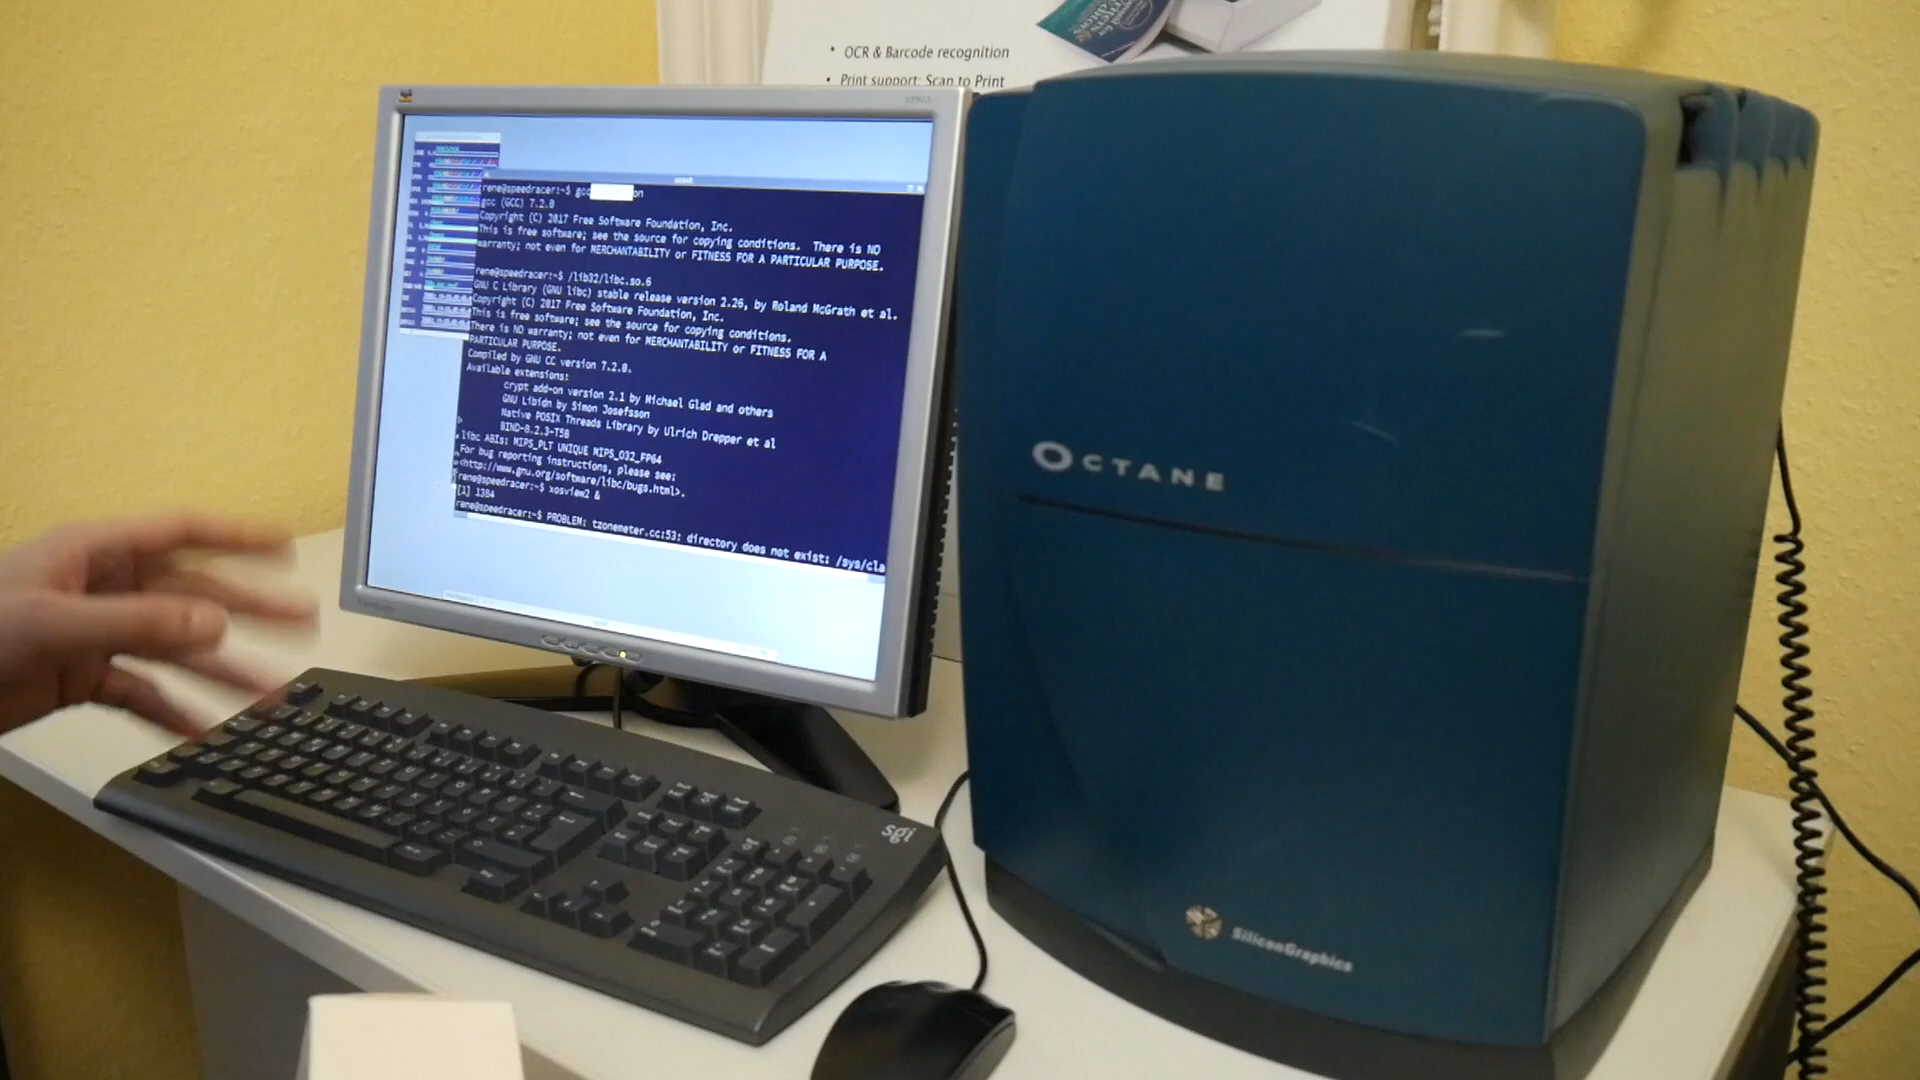 • OCR & Barcode recognition
• Print support: Scan to Print
rene@speedracer:~$ gcc on
gcc (GCC) 7.2.0
Copyright (C) 2017 Free Software Foundation, Inc.
This is free software; see the source for copying conditions.  There is NO
warranty; not even for MERCHANTABILITY or FITNESS FOR A PARTICULAR PURPOSE.
rene@speedracer:~$ /lib32/libc.so.6
GNU C Library (GNU libc) stable release version 2.26, by Roland McGrath et al.
Copyright (C) 2017 Free Software Foundation, Inc.
This is free software; see the source for copying conditions.
There is NO warranty; not even for MERCHANTABILITY or FITNESS FOR A
PARTICULAR PURPOSE.
Compiled by GNU CC version 7.2.0.
Available extensions:
crypt add-on version 2.1 by Michael Glad and others
GNU Libidn by Simon Josefsson
Native POSIX Threads Library by Ulrich Drepper et al
BIND-8.2.3-T5B
libc ABIs: MIPS_PLT UNIQUE MIPS_O32_FP64
For bug reporting instructions, please see:
<http://www.gnu.org/software/libc/bugs.html>.
rene@speedracer:~$ xosview2 &
[1] 1384
rene@speedracer:~$ PROBLEM: tzonemeter.cc:53: directory does not exist: /sys/cla
OCTANE
sgi
SiliconGraphics